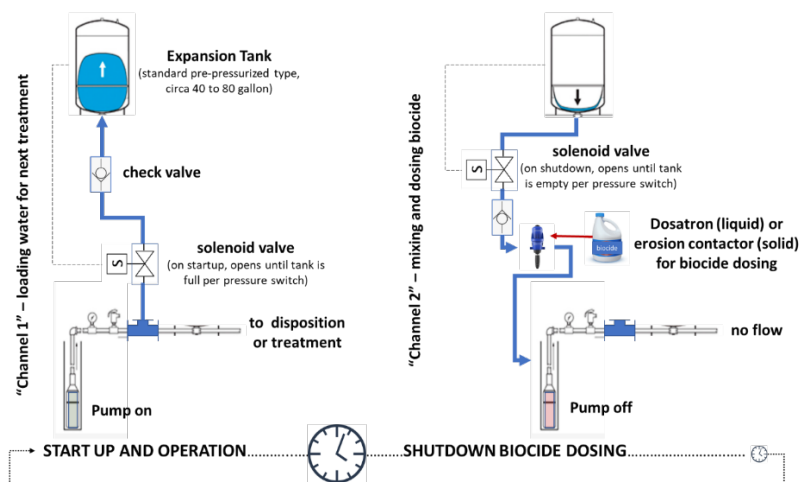 Expansion Tank
(standard pre-pressurized type,
circa 40 to 80 gallon)
"Channel 1" – loading water for next treatment
check valve
solenoid valve
(on startup, opens until tank is
full per pressure switch)
S
to disposition
or treatment
Pump on
START UP AND OPERATION
"Channel 2" – mixing and dosing biocide
solenoid valve
(on shutdown, opens until tank
is empty per pressure switch)
S
Dosatron (liquid) or
erosion contactor (solid)
for biocide dosing
biocide
no flow
Pump off
SHUTDOWN BIOCIDE DOSING